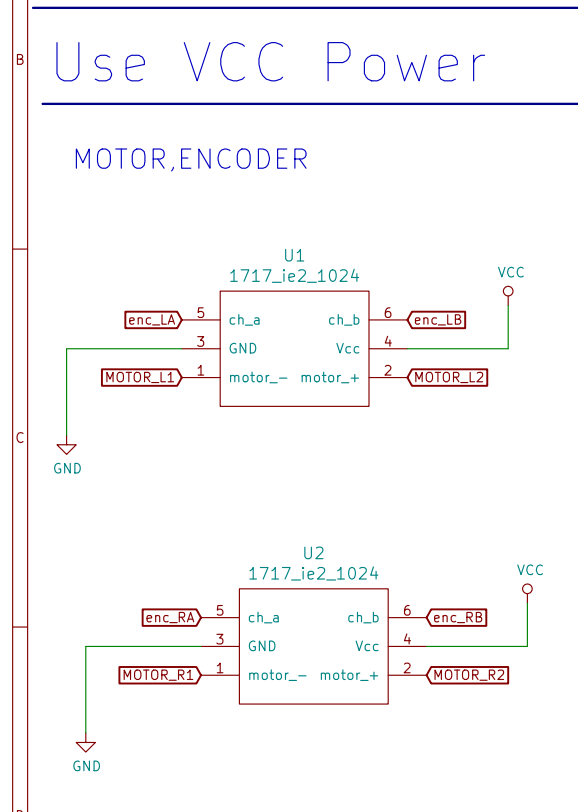 B
Use VCC Power
MOTOR,ENCODER
U1
1717_ie2_1024
VCC
enc_LA 5 ch_a ch_b 6 enc_LB
3 GND Vcc 4
MOTOR_L1 1 motor_- motor_+ 2 MOTOR_L2
C
GND
U2
1717_ie2_1024
VCC
enc_RA 5 ch_a ch_b 6 enc_RB
3 GND Vcc 4
MOTOR_R1 1 motor_- motor_+ 2 MOTOR_R2
GND